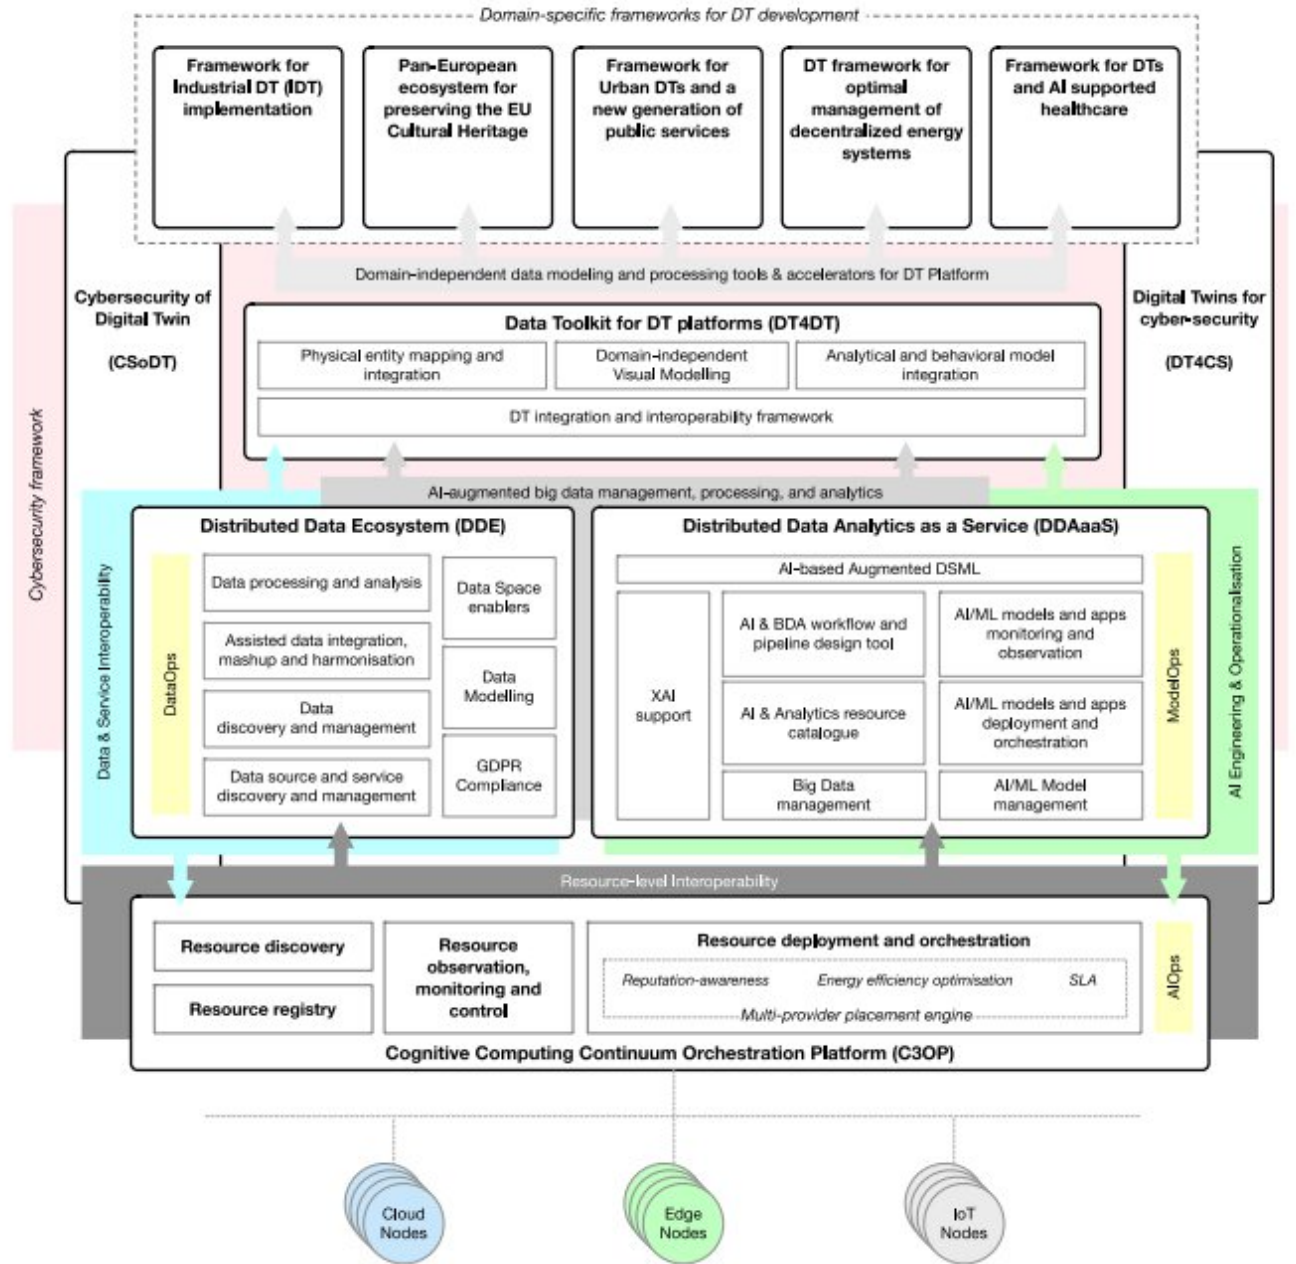 Domain-specific frameworks for DT development
Framework for
Industrial DT (IDT)
implementation
Pan-European
ecosystem for
preserving the EU
Cultural Heritage
Framework for
Urban DTs and a
new generation of
public services
DT framework for
optimal
management of
decentralized energy
systems
Framework for DTs
and AI supported
healthcare
Domain-independent data modeling and processing tools & accelerators for DT Platform
Cybersecurity framework
Cybersecurity of
Digital Twin
(CSoDT)
Digital Twins for
cyber-security
(DT4CS)
Data Toolkit for DT platforms (DT4DT)
Physical entity mapping and
integration
Domain-independent
Visual Modelling
Analytical and behavioral model
integration
DT integration and interoperability framework
AI-augmented big data management, processing, and analytics
Data & Service Interoperability
Distributed Data Ecosystem (DDE)
DataOps
Data processing and analysis
Assisted data integration,
mashup and harmonisation
Data
discovery and management
Data source and service
discovery and management
Data Space
enablers
Data
Modelling
GDPR
Compliance
Distributed Data Analytics as a Service (DDAaaS)
AI-based Augmented DSML
XAI
support
AI & BDA workflow and
pipeline design tool
AI & Analytics resource
catalogue
Big Data
management
AI/ML models and apps
monitoring and
observation
AI/ML models and apps
deployment and
orchestration
AI/ML Model
management
ModelOps
AI Engineering & Operationalisation
Resource-level Interoperability
Resource discovery
Resource registry
Resource
observation,
monitoring and
control
Resource deployment and orchestration
Reputation-awareness
Energy efficiency optimisation
SLA
Multi-provider placement engine
AIOps
Cognitive Computing Continuum Orchestration Platform (C3OP)
Cloud
Nodes
Edge
Nodes
IoT
Nodes